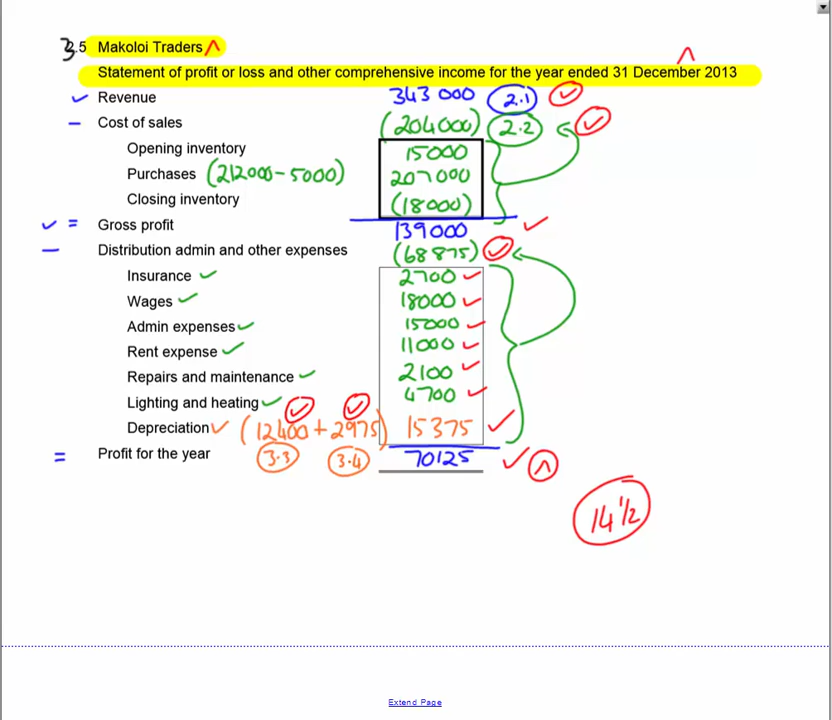 3.5 Makoloi Traders
Statement of profit or loss and other comprehensive income for the year ended 31 December 2013
Revenue 343 000 2.1
- Cost of sales (204000) 2.2
Opening inventory 15000
Purchases (212000-5000) 207000
Closing inventory (18000)
= Gross profit 139000
- Distribution admin and other expenses (68875)
Insurance 2700
Wages 18000
Admin expenses 15000
Rent expense 11000
Repairs and maintenance 2100
Lighting and heating 4700
Depreciation (12400+2975) 15375
= Profit for the year 3.3 3.4 70125
14 1/2
Extend Page